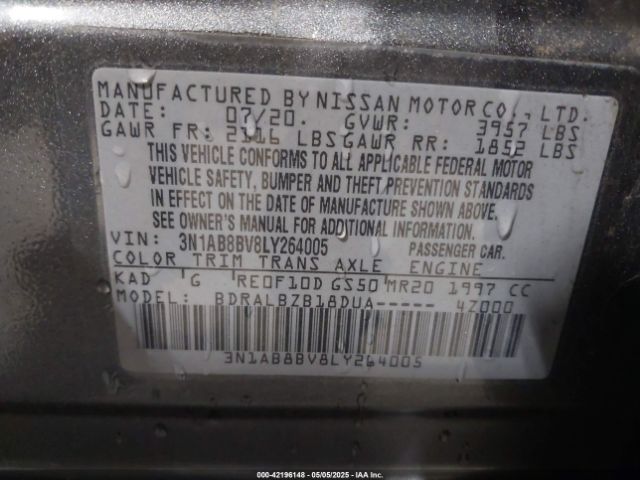 MANUFACTURED BY NISSAN MOTOR CO., LTD.
DATE: 07/20. GVWR: 3957 LBS
GAWR FR: 2116 LBS GAWR RR: 1852 LBS
THIS VEHICLE CONFORMS TO ALL APPLICABLE FEDERAL MOTOR
VEHICLE SAFETY, BUMPER AND THEFT PREVENTION STANDARDS
IN EFFECT ON THE DATE OF MANUFACTURE SHOWN ABOVE.
SEE OWNER'S MANUAL FOR ADDITIONAL INFORMATION.
VIN: 3N1AB8BV8LY264005 PASSENGER CAR.
COLOR TRIM TRANS AXLE ENGINE
KAD G RE0F10D GS50 MR20 1997 CC
MODEL: BDRALBZB18DUA----- 4Z000
3N1AB8BV8LY264005
000-42196148 - 05/05/2025 - IAA Inc.